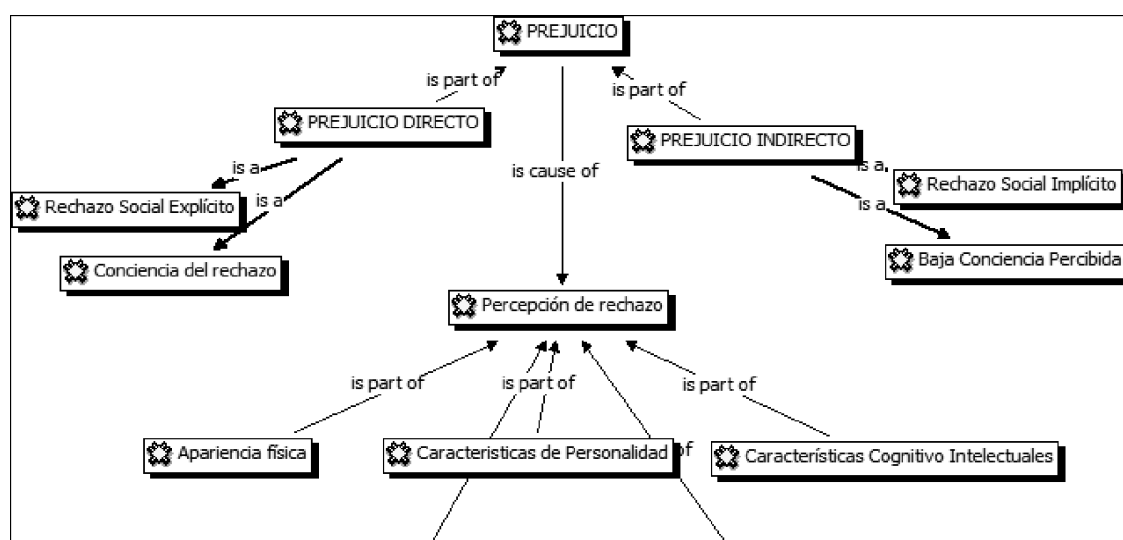 PREJUICIO
is part of
is part of
PREJUICIO DIRECTO
PREJUICIO INDIRECTO
is a
is cause of
is a
Rechazo Social Explícito
is a
Rechazo Social Implícito
is a
Conciencia del rechazo
Baja Conciencia Percibida
Percepción de rechazo
is part of
is part of
is part of
Apariencia física
Caracteristicas de Personalidad
of
Características Cognitivo Intelectuales